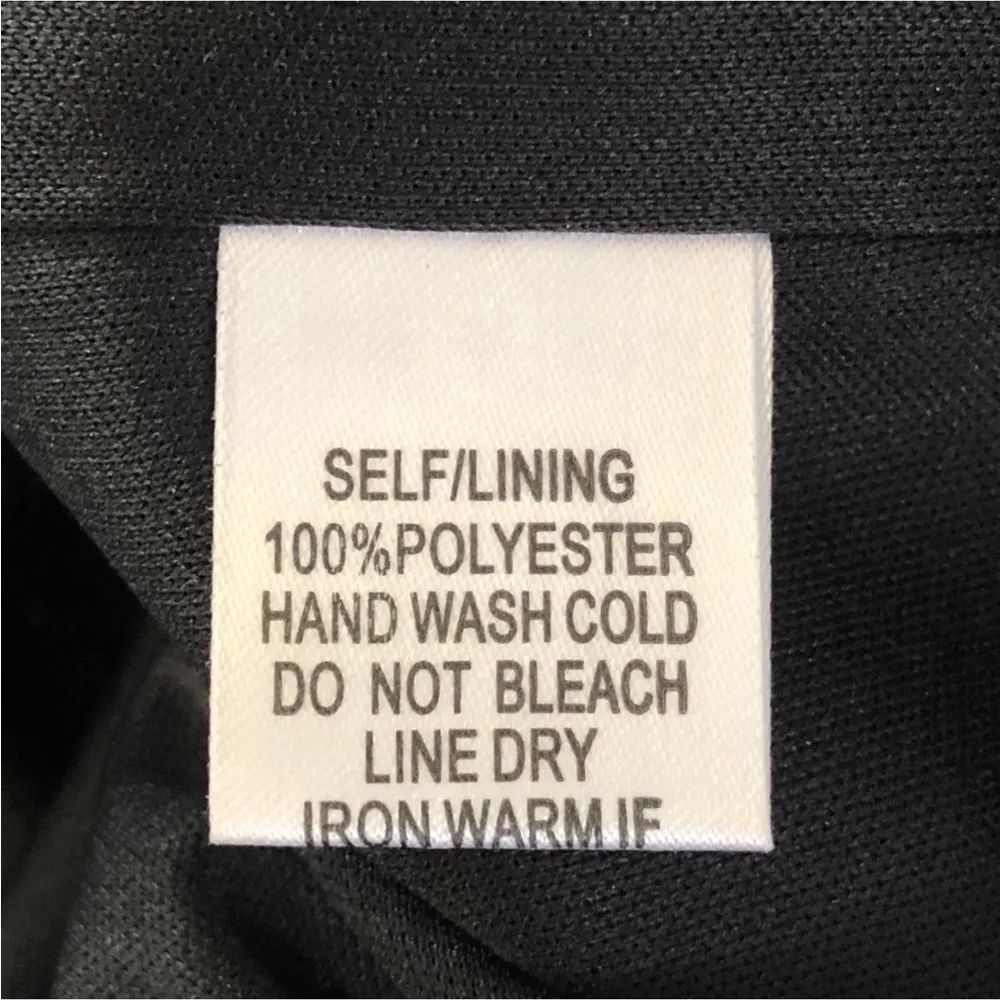 SELF/LINING
100%POLYESTER
HAND WASH COLD
DO NOT BLEACH
LINE DRY
IRON WARM IF